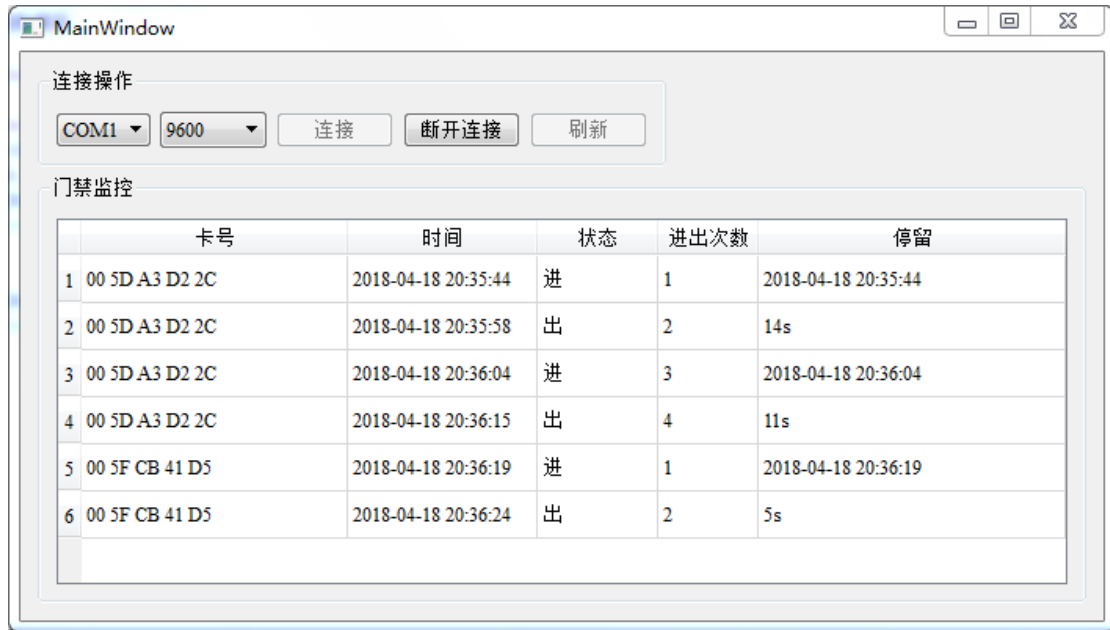 MainWindow
连接操作
COM1 9600 连接 断开连接 刷新
门禁监控
卡号 时间 状态 进出次数 停留
1 00 5D A3 D2 2C 2018-04-18 20:35:44 进 1 2018-04-18 20:35:44
2 00 5D A3 D2 2C 2018-04-18 20:35:58 出 2 14s
3 00 5D A3 D2 2C 2018-04-18 20:36:04 进 3 2018-04-18 20:36:04
4 00 5D A3 D2 2C 2018-04-18 20:36:15 出 4 11s
5 00 5F CB 41 D5 2018-04-18 20:36:19 进 1 2018-04-18 20:36:19
6 00 5F CB 41 D5 2018-04-18 20:36:24 出 2 5s